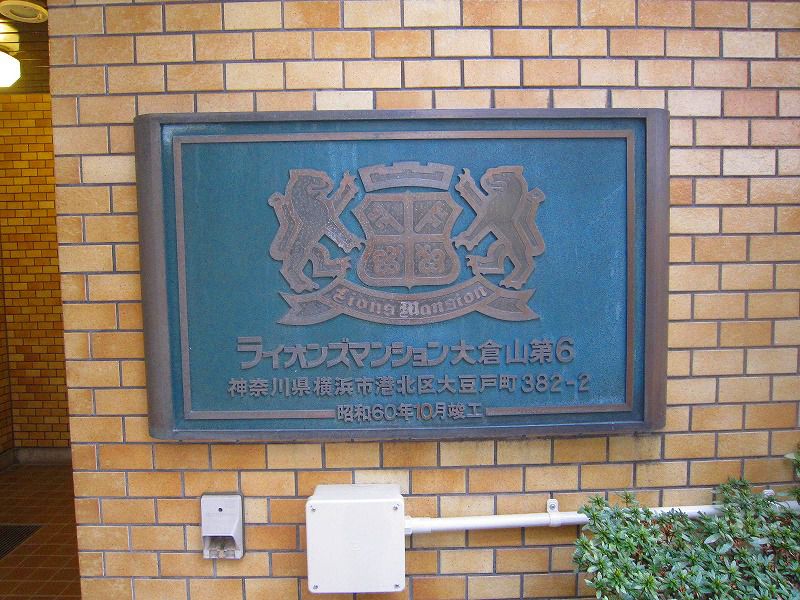 Lions Mansion
ライオンズマンション大倉山第6
神奈川県横浜市港北区大豆戸町382-2
昭和60年10月竣工